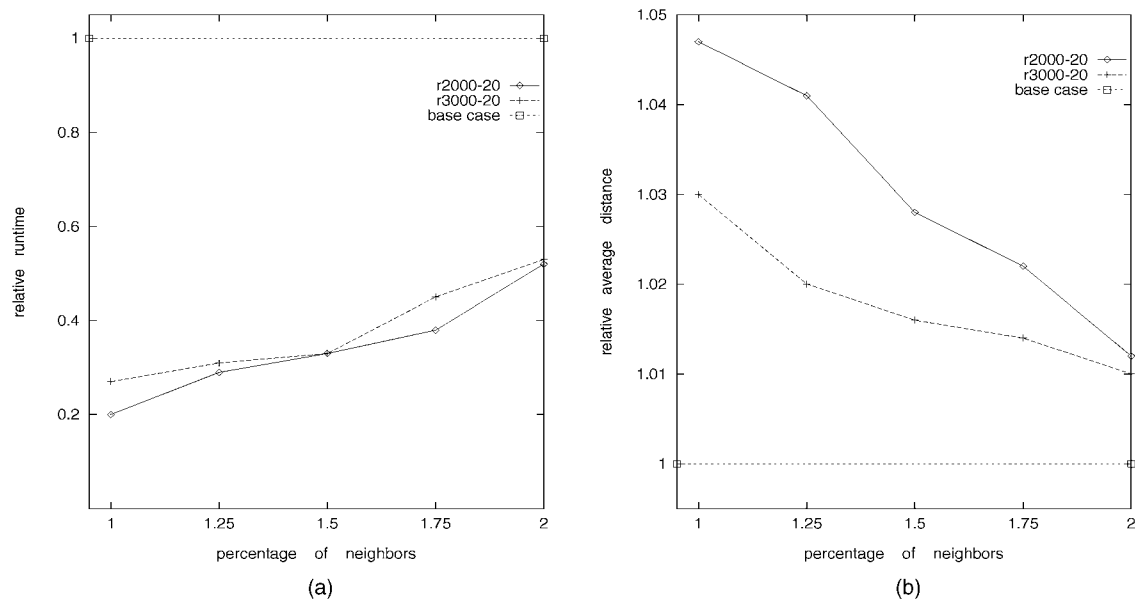 1
0.8
0.6
0.4
0.2
relative runtime
r2000-20
r3000-20
base case
1 1.25 1.5 1.75 2
percentage of neighbors
(a)
1.05
1.04
1.03
1.02
1.01
1
relative average distance
r2000-20
r3000-20
base case
1 1.25 1.5 1.75 2
percentage of neighbors
(b)